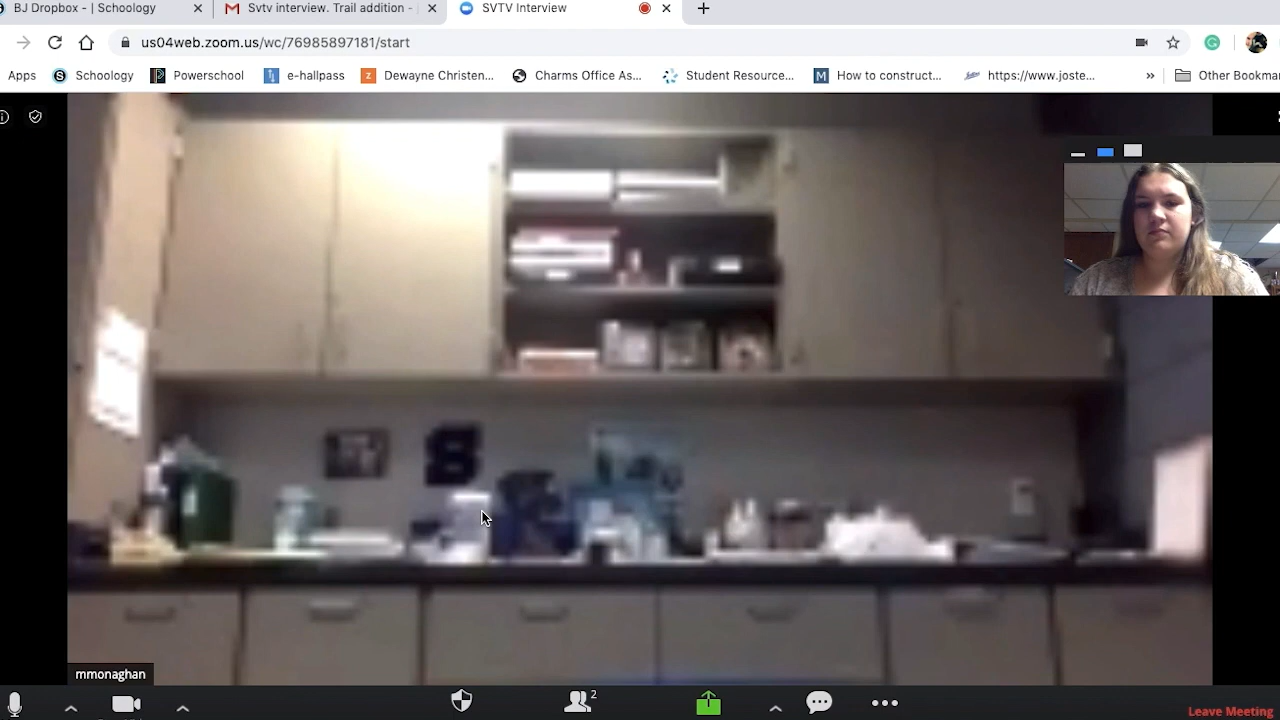 BJ Dropbox - | Schoology
Svtv interview. Trail addition -
SVTV Interview
us04web.zoom.us/wc/76985897181/start
Apps
Schoology
Powerschool
e-hallpass
Dewayne Christen...
Charms Office As...
Student Resource...
How to construct...
https://www.joste...
»
Other Bookma
S
mmonaghan
2
Leave Meeting